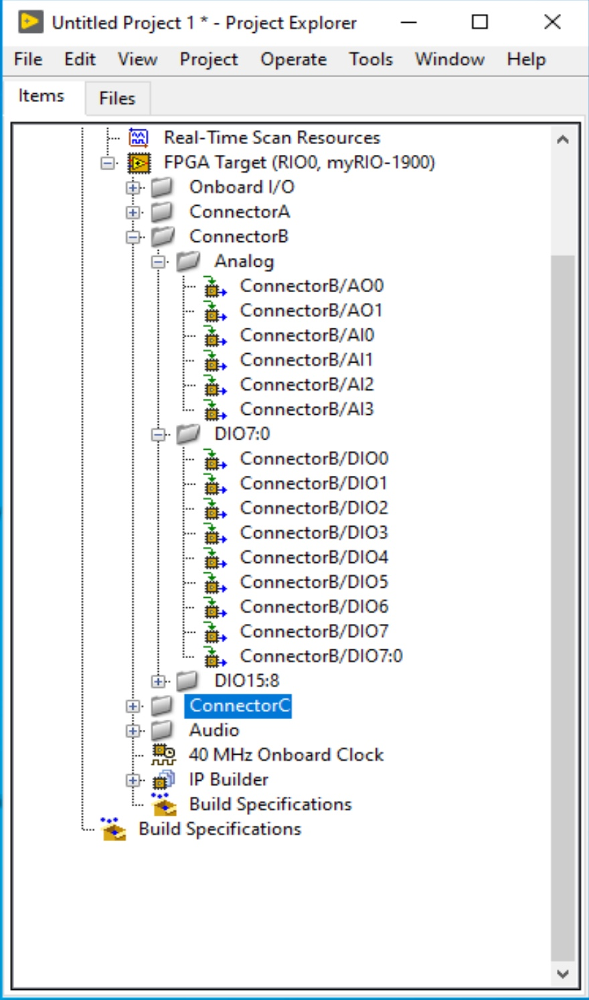 Untitled Project 1 * - Project Explorer
File Edit View Project Operate Tools Window Help
Items Files
Real-Time Scan Resources
FPGA Target (RIO0, myRIO-1900)
Onboard I/O
ConnectorA
ConnectorB
Analog
ConnectorB/AO0
ConnectorB/AO1
ConnectorB/AI0
ConnectorB/AI1
ConnectorB/AI2
ConnectorB/AI3
DIO7:0
ConnectorB/DIO0
ConnectorB/DIO1
ConnectorB/DIO2
ConnectorB/DIO3
ConnectorB/DIO4
ConnectorB/DIO5
ConnectorB/DIO6
ConnectorB/DIO7
ConnectorB/DIO7:0
DIO15:8
ConnectorC
Audio
40 MHz Onboard Clock
IP Builder
Build Specifications
Build Specifications